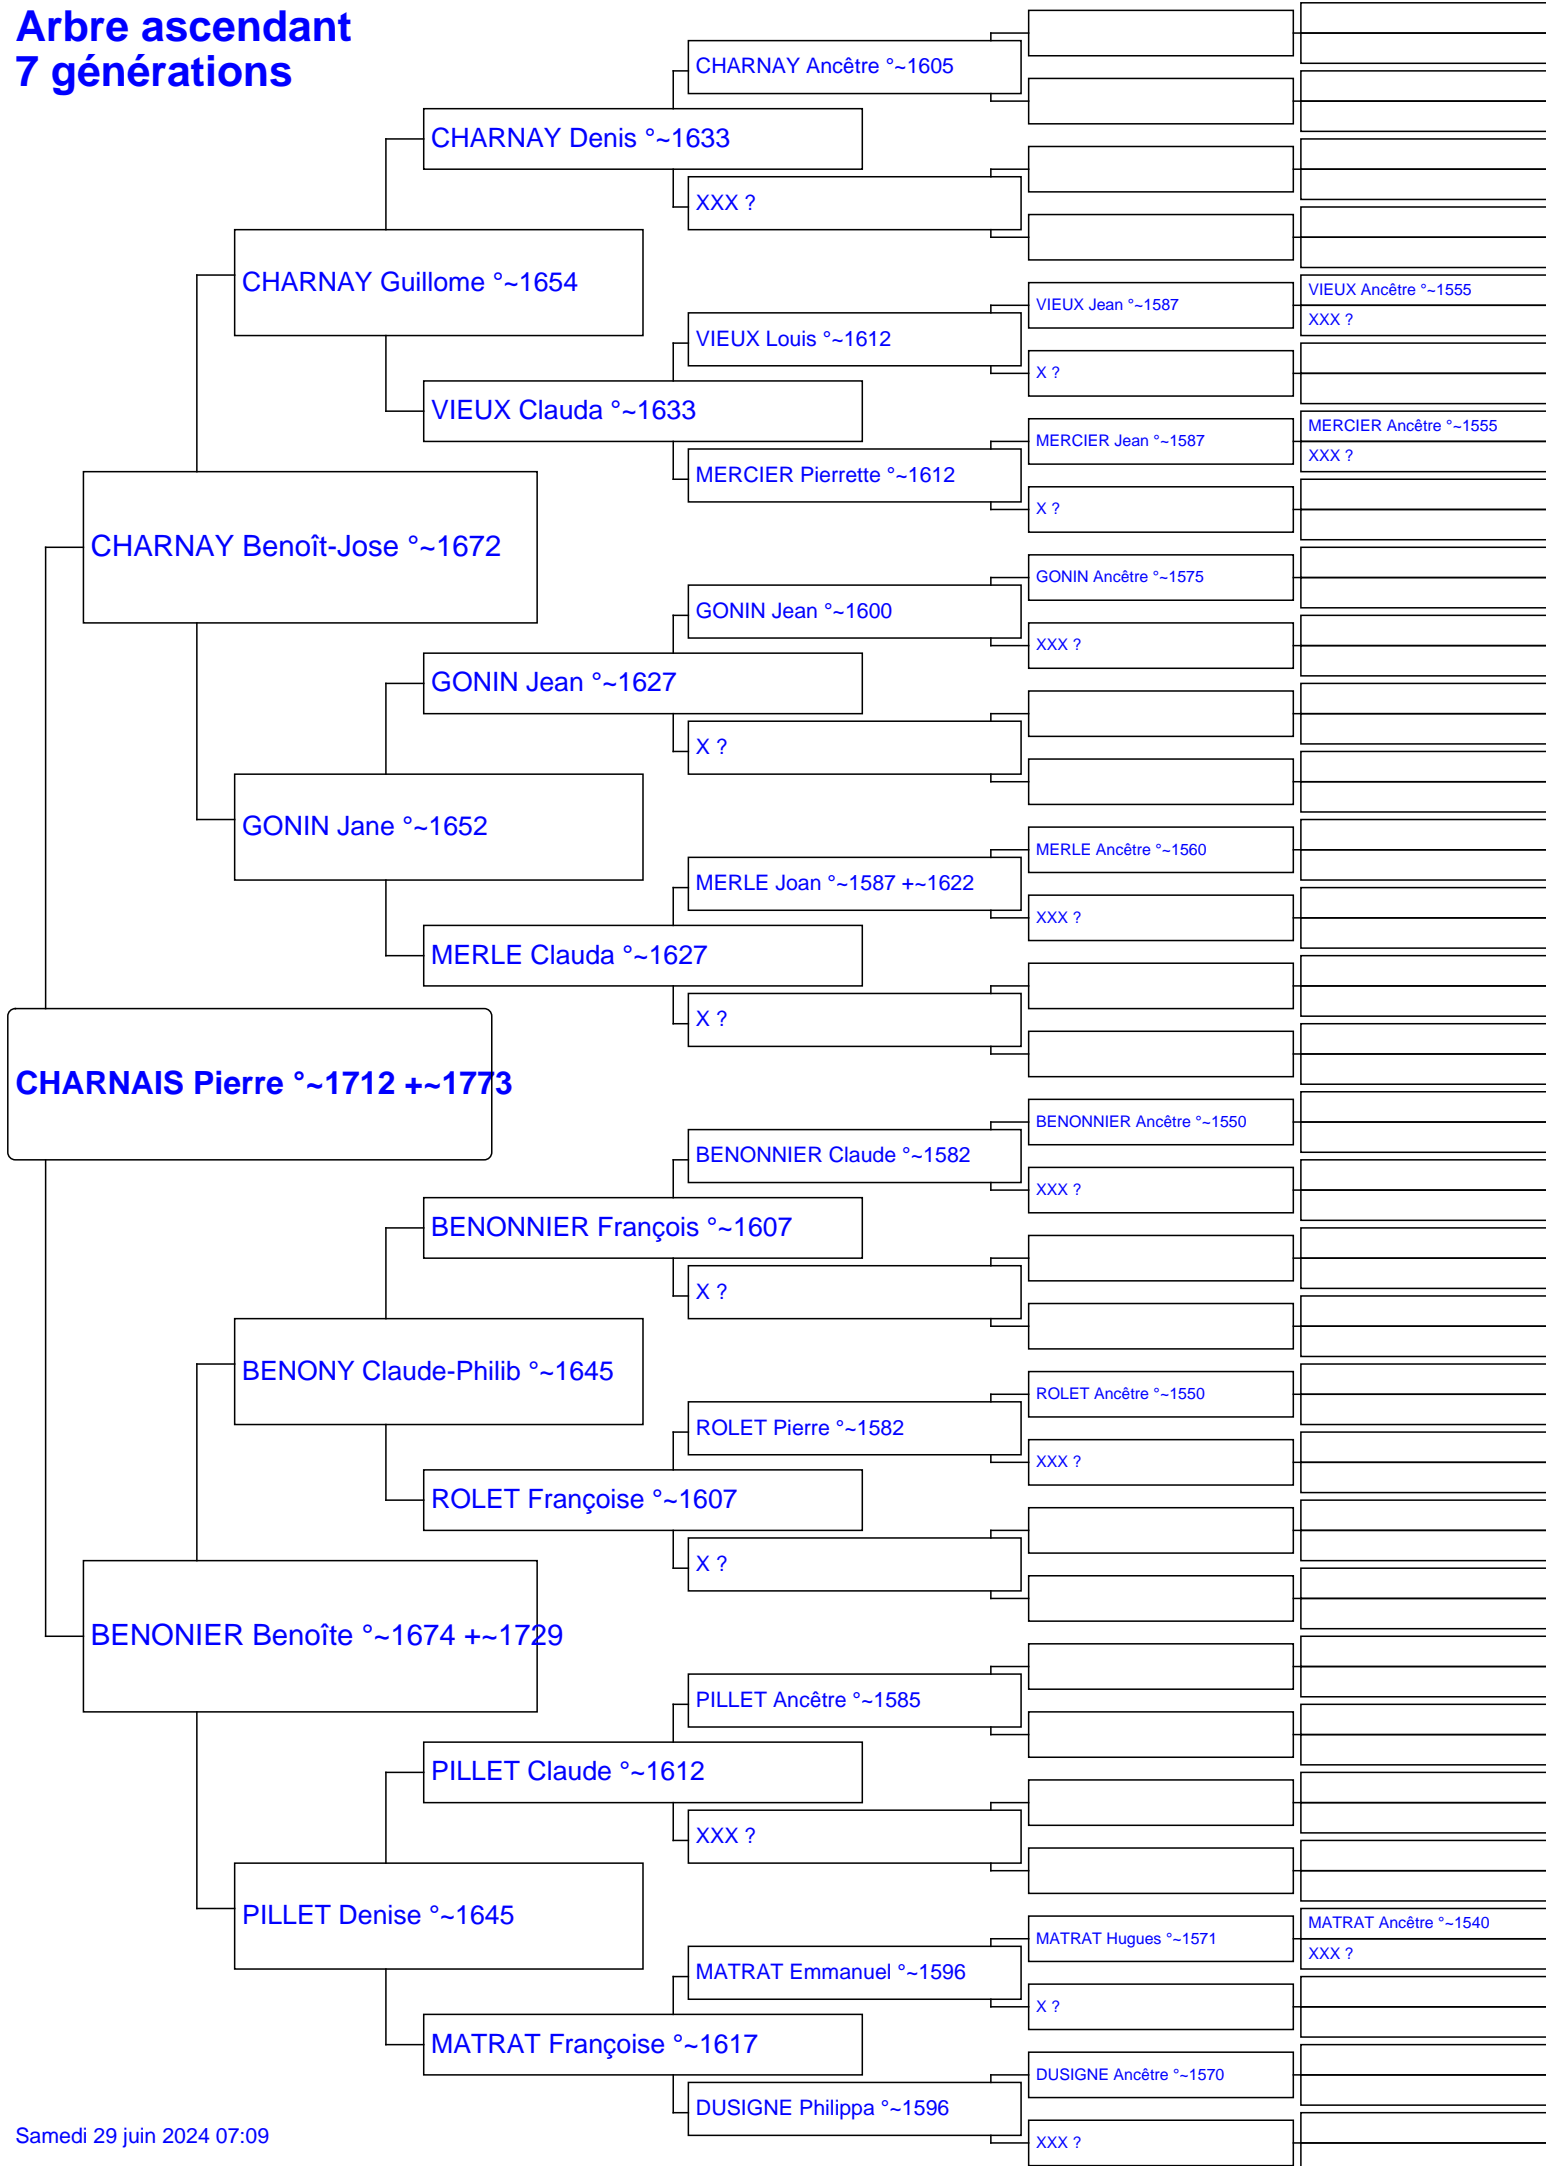 Arbre ascendant
7 générations
CHARNAY Ancêtre °~1605
CHARNAY Denis °~1633
XXX ?
CHARNAY Guillome °~1654
VIEUX Ancêtre °~1555
VIEUX Jean °~1587
XXX ?
VIEUX Louis °~1612
X ?
VIEUX Clauda °~1633
MERCIER Ancêtre °~1555
MERCIER Jean °~1587
XXX ?
MERCIER Pierrette °~1612
X ?
CHARNAY Benoît-Jose °~1672
GONIN Ancêtre °~1575
GONIN Jean °~1600
XXX ?
GONIN Jean °~1627
X ?
GONIN Jane °~1652
MERLE Ancêtre °~1560
MERLE Joan °~1587 +~1622
XXX ?
MERLE Clauda °~1627
X ?
CHARNAIS Pierre °~1712 +~1773
BENONNIER Ancêtre °~1550
BENONNIER Claude °~1582
XXX ?
BENONNIER François °~1607
X ?
BENONY Claude-Philib °~1645
ROLET Ancêtre °~1550
ROLET Pierre °~1582
XXX ?
ROLET Françoise °~1607
X ?
BENONIER Benoîte °~1674 +~1729
PILLET Ancêtre °~1585
PILLET Claude °~1612
XXX ?
PILLET Denise °~1645
MATRAT Ancêtre °~1540
MATRAT Hugues °~1571
XXX ?
MATRAT Emmanuel °~1596
X ?
MATRAT Françoise °~1617
DUSIGNE Ancêtre °~1570
DUSIGNE Philippa °~1596
XXX ?
Samedi 29 juin 2024 07:09